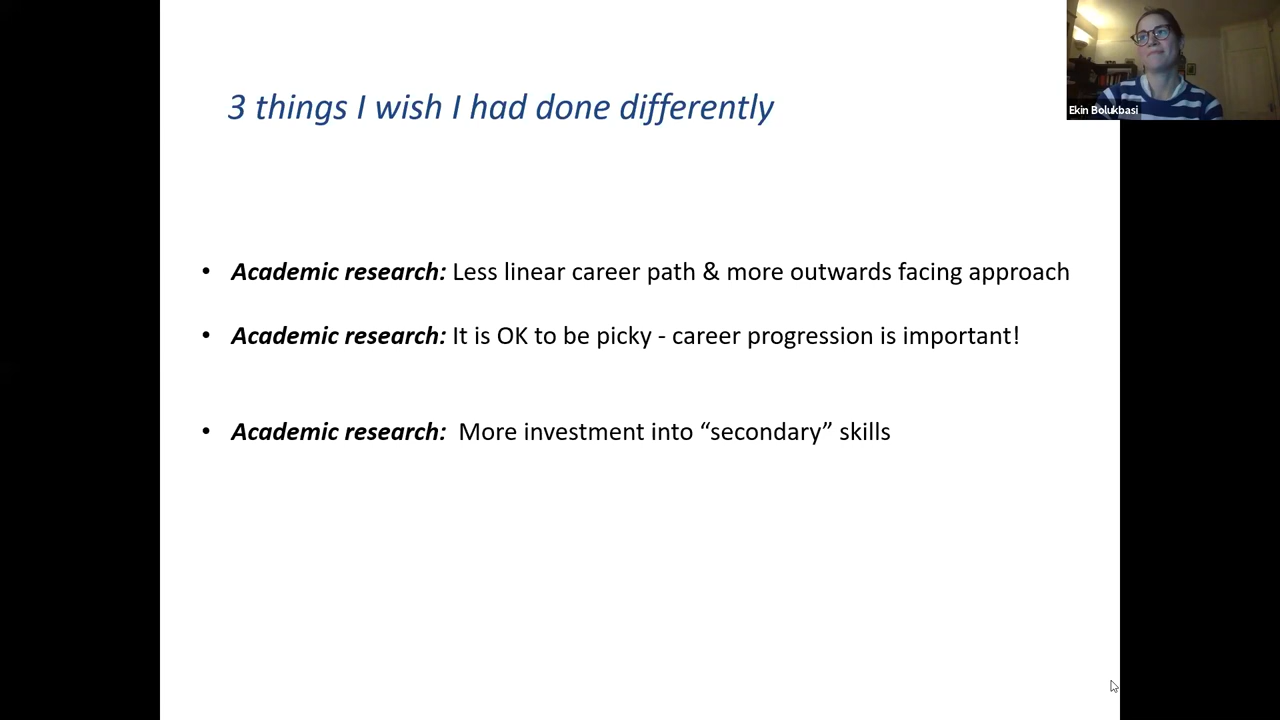 3 things I wish I had done differently
Ekin Bolukbasi
• Academic research: Less linear career path & more outwards facing approach
• Academic research: It is OK to be picky - career progression is important!
• Academic research:  More investment into “secondary” skills